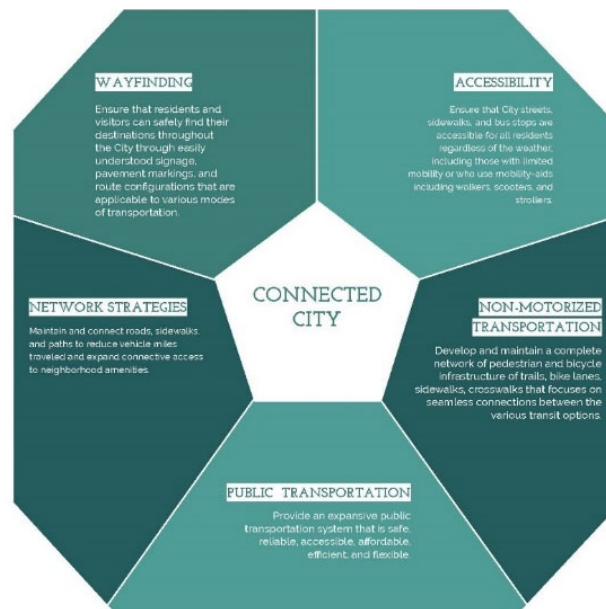 WAYFINDING
Ensure that residents and
visitors can safely find their
destinations throughout
the City through easily
understood signage,
pavement markings, and
route configurations that are
applicable to various modes
of transportation.
ACCESSIBILITY
Ensure that City streets,
sidewalks, and bus stops are
accessible for all residents
regardless of the weather,
including those with limited
mobility or who use mobility-aids
including walkers, scooters, and
strollers.
CONNECTED
CITY
NETWORK STRATEGIES
Maintain and connect roads, sidewalks,
and paths to reduce vehicle miles
traveled and expand connective access
to neighborhood amenities.
NON-MOTORIZED
TRANSPORTATION
Develop and maintain a complete
network of pedestrian and bicycle
infrastructure of trails, bike lanes,
sidewalks, crosswalks that focuses on
seamless connections between the
various transit options.
PUBLIC TRANSPORTATION
Provide an expansive public
transportation system that is safe,
reliable, accessible, affordable,
efficient, and flexible.